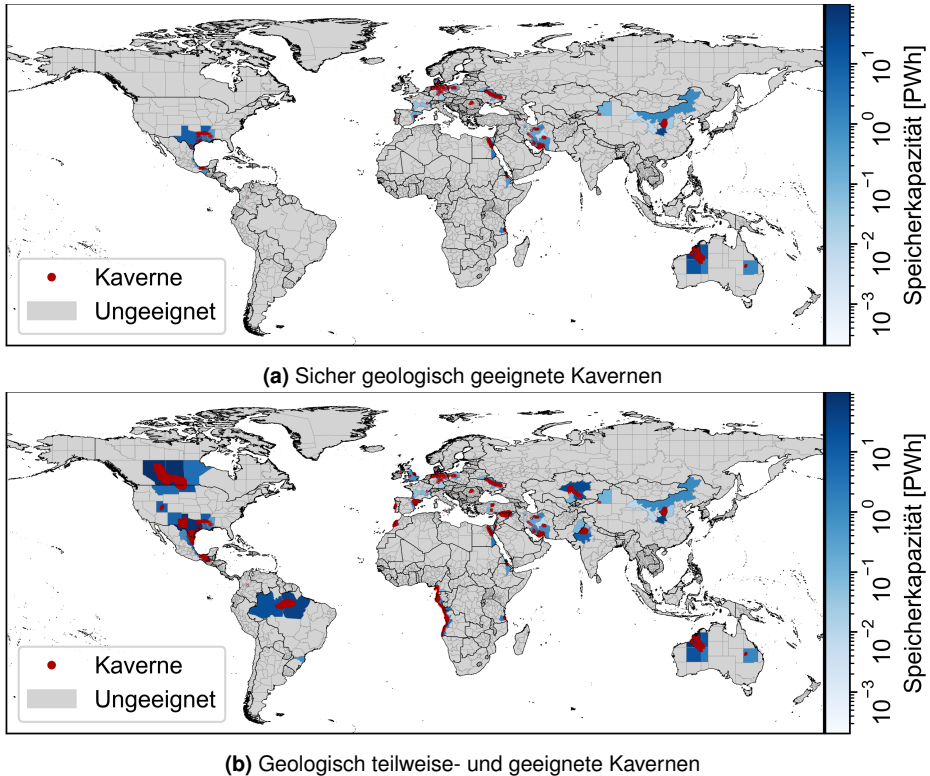 Kaverne
Ungeeignet
10^1
10^0
10^−1
10^−2
10^−3
Speicherkapazität [PWh]
(a) Sicher geologisch geeignete Kavernen
Kaverne
Ungeeignet
10^1
10^0
10^−1
10^−2
10^−3
Speicherkapazität [PWh]
(b) Geologisch teilweise- und geeignete Kavernen